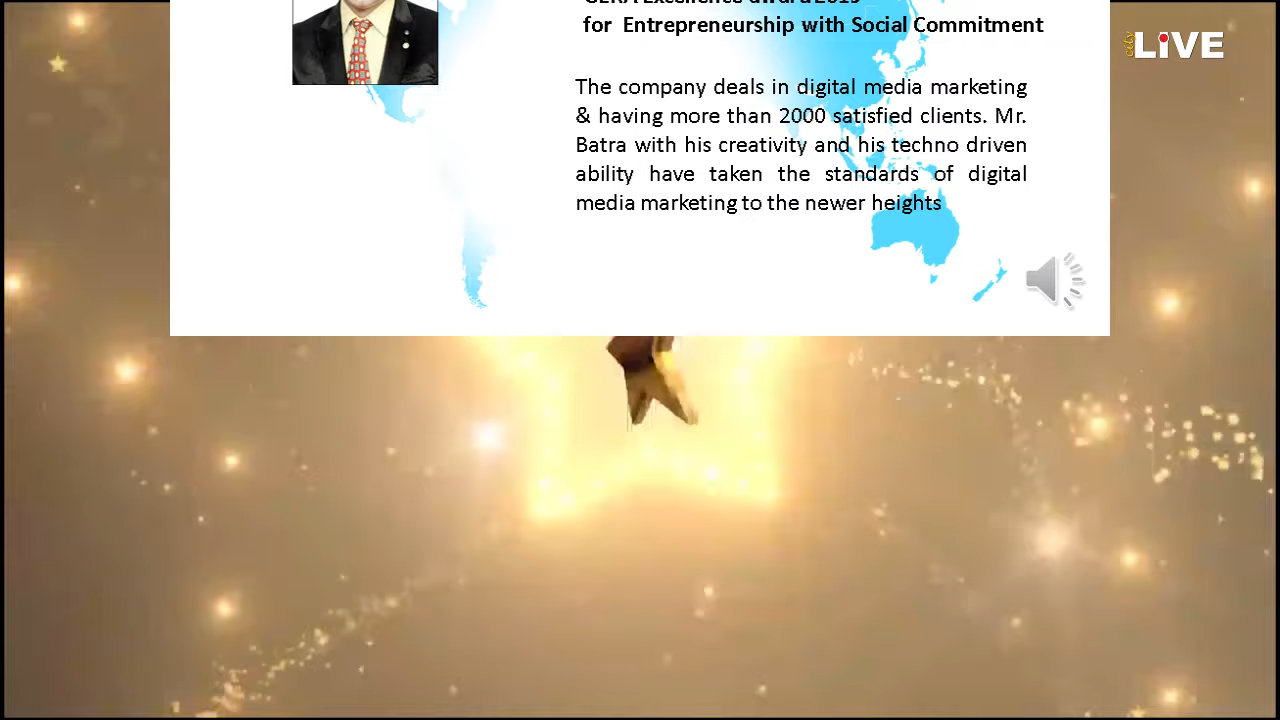 for Entrepreneurship with Social Commitment
city LiVE
The company deals in digital media marketing
& having more than 2000 satisfied clients. Mr.
Batra with his creativity and his techno driven
ability have taken the standards of digital
media marketing to the newer heights